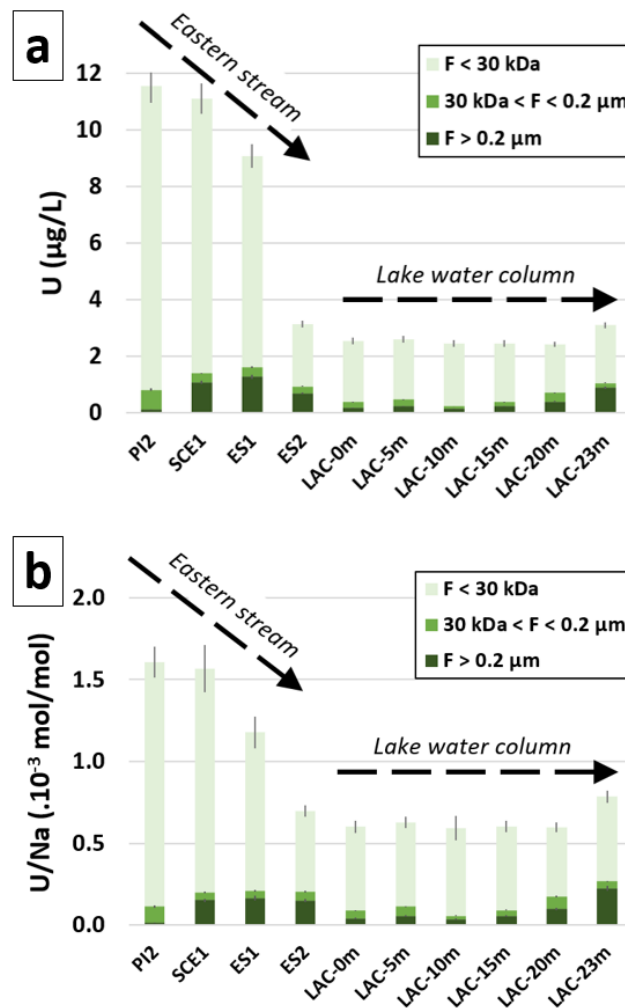 a
Eastern stream
F < 30 kDa
30 kDa < F < 0.2 µm
F > 0.2 µm
12
10
8
6
4
2
0
U (µg/L)
Lake water column
PI2
SCE1
ES1
ES2
LAC-0m
LAC-5m
LAC-10m
LAC-15m
LAC-20m
LAC-23m
b
Eastern stream
F < 30 kDa
30 kDa < F < 0.2 µm
F > 0.2 µm
2.0
1.5
1.0
0.5
0.0
U/Na (.10⁻³ mol/mol)
Lake water column
PI2
SCE1
ES1
ES2
LAC-0m
LAC-5m
LAC-10m
LAC-15m
LAC-20m
LAC-23m